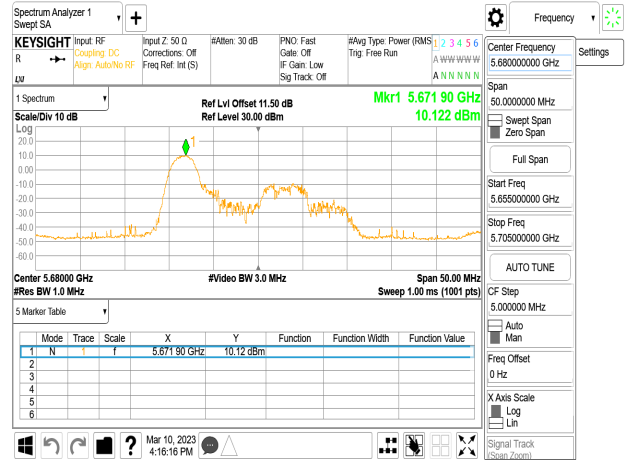 Spectrum Analyzer 1
Swept SA
Frequency
KEYSIGHT
R
Input: RF
Coupling: DC
Align: Auto/No RF
Input Z: 50 Ω
Corrections: Off
Freq Ref: Int (S)
#Atten: 30 dB
PNO: Fast
Gate: Off
IF Gain: Low
Sig Track: Off
#Avg Type: Power (RMS
Trig: Free Run
1 2 3 4 5 6
A W W W W W
A N N N N N
1 Spectrum
Scale/Div 10 dB
Log
Ref Lvl Offset 11.50 dB
Ref Level 30.00 dBm
Mkr1 5.671 90 GHz
10.122 dBm
1
20.0
10.0
0.00
-10.0
-20.0
-30.0
-40.0
-50.0
-60.0
Center 5.68000 GHz
#Res BW 1.0 MHz
#Video BW 3.0 MHz
Span 50.00 MHz
Sweep 1.00 ms (1001 pts)
5 Marker Table
Mode Trace Scale X Y Function Function Width Function Value
1 N 1 f 5.671 90 GHz 10.12 dBm
2
3
4
5
6
Mar 10, 2023
4:16:16 PM
Settings
Center Frequency
5.680000000 GHz
Span
50.0000000 MHz
Swept Span
Zero Span
Full Span
Start Freq
5.655000000 GHz
Stop Freq
5.705000000 GHz
AUTO TUNE
CF Step
5.000000 MHz
Auto
Man
Freq Offset
0 Hz
X Axis Scale
Log
Lin
Signal Track
(Span Zoom)